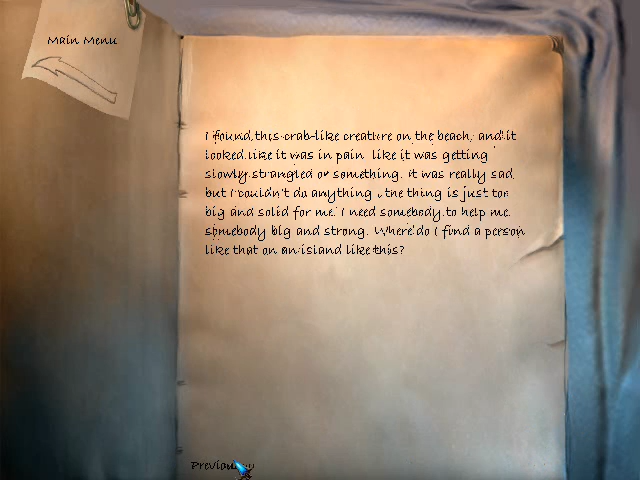 Main Menu
I found this crab-like creature on the beach, and it
looked like it was in pain like it was getting
slowly strangled or something. It was really sad
but I couldn't do anything, the thing is just too
big and solid for me. I need somebody to help me.
somebody big and strong. Where do I find a person
like that on an island like this?